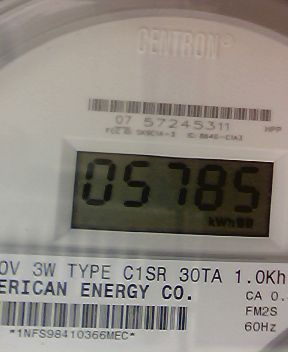 CENTRON®
07 57245311
HPP
05785
kWh
0V 3W TYPE C1SR 30TA 1.0Kh
ERICAN ENERGY CO.
CA 0.
FM2S
*1NFS98410366MEC*
60Hz